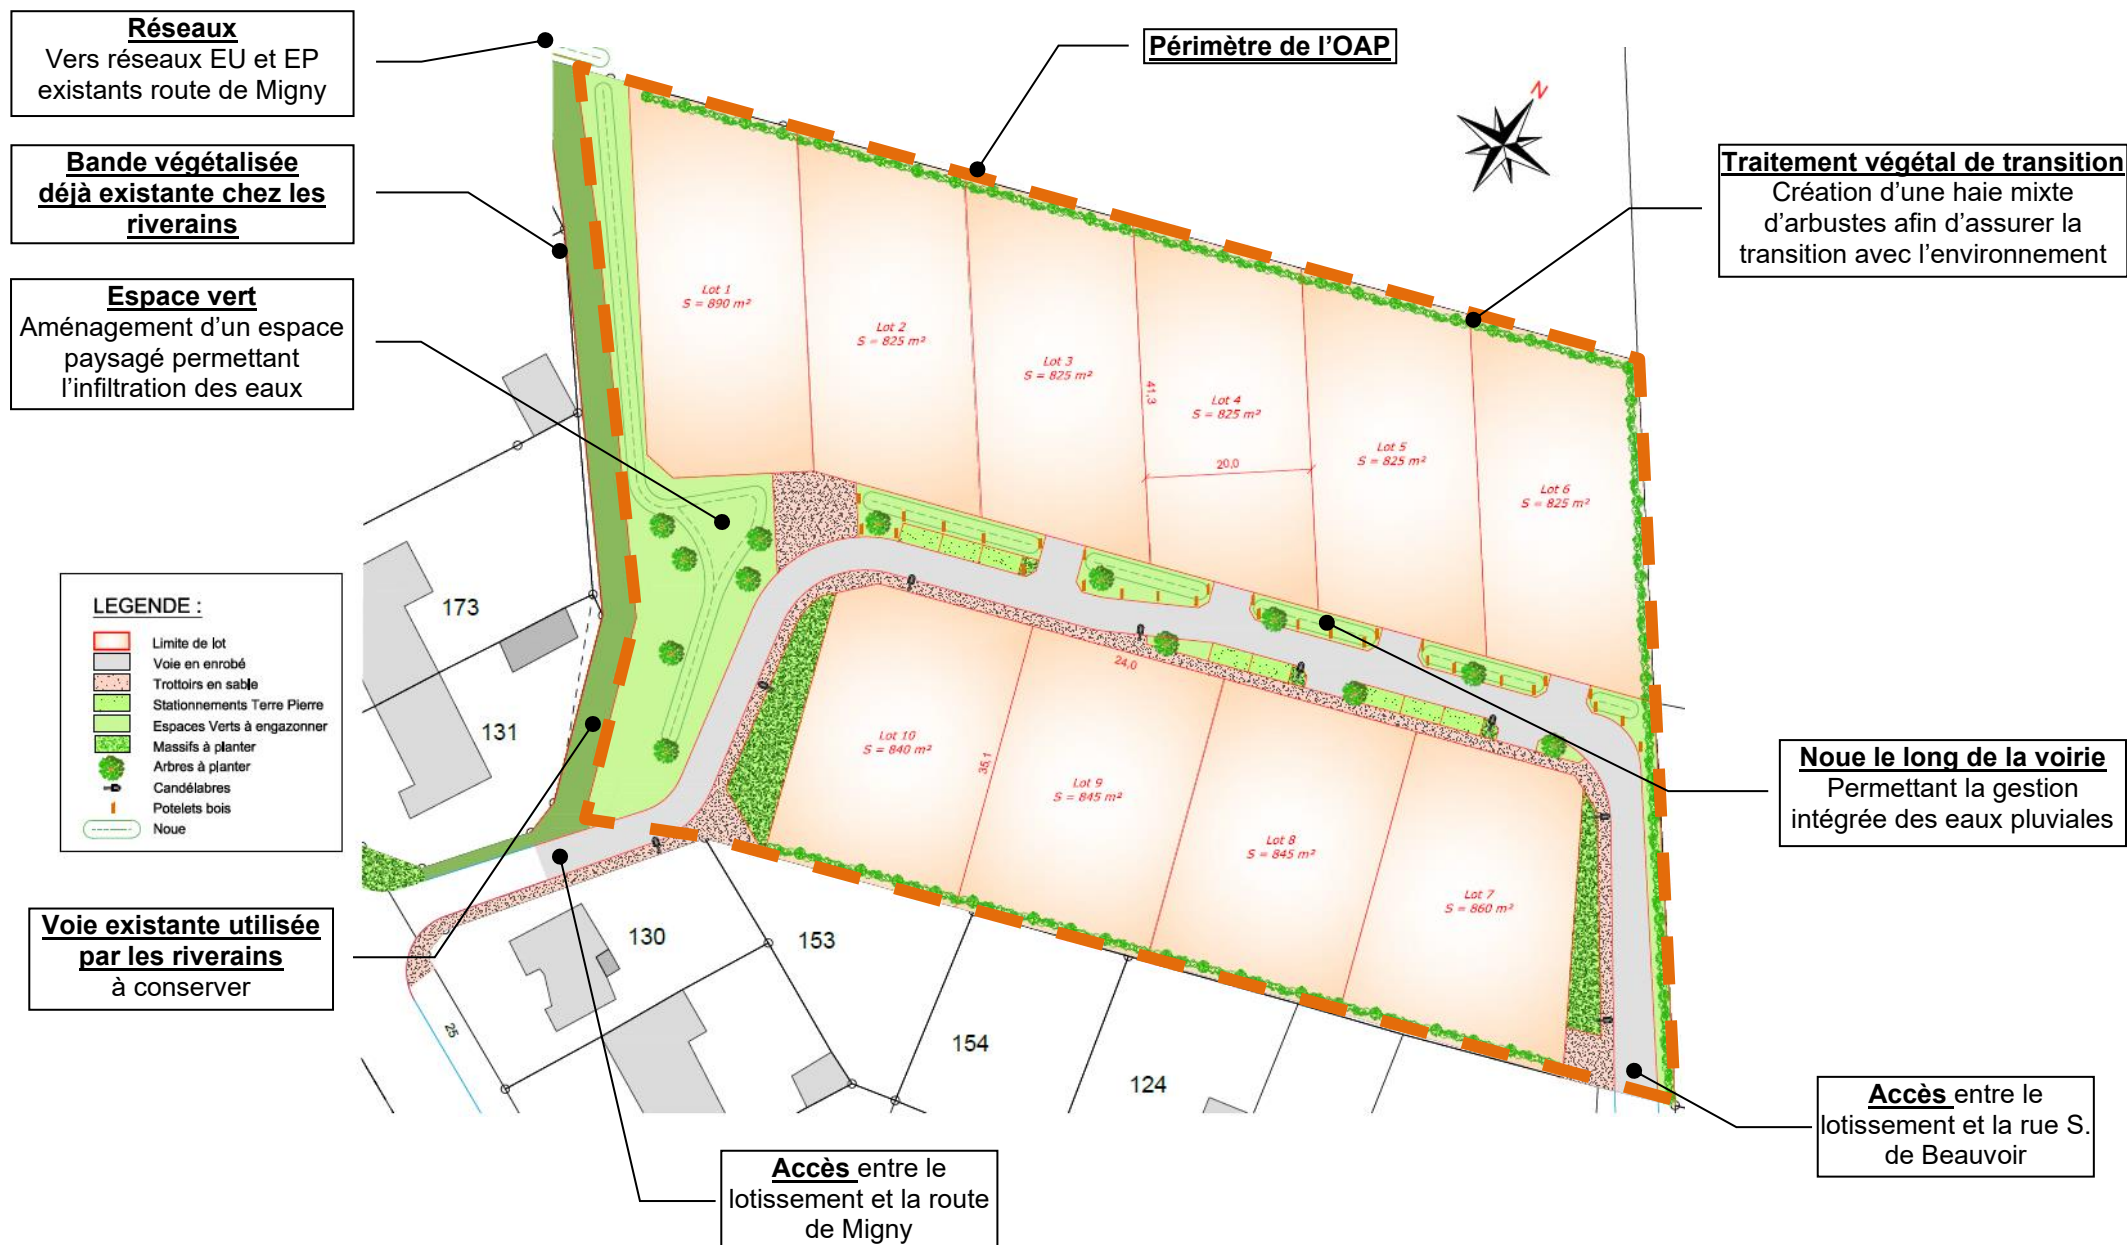 Réseaux
Vers réseaux EU et EP
existants route de Migny
Périmètre de l'OAP
N
Bande végétalisée
déjà existante chez les
riverains
Traitement végétal de transition
Création d'une haie mixte
d'arbustes afin d'assurer la
transition avec l'environnement
Espace vert
Aménagement d'un espace
paysagé permettant
l'infiltration des eaux
Lot 1
S = 890 m²
Lot 2
S = 825 m²
Lot 3
S = 825 m²
41,3
Lot 4
S = 825 m²
20,0
Lot 5
S = 825 m²
Lot 6
S = 825 m²
LEGENDE :
Limite de lot
Voie en enrobé
Trottoirs en sable
Stationnements Terre Pierre
Espaces Verts à engazonner
Massifs à planter
Arbres à planter
Candélabres
Potelets bois
Noue
173
131
24,0
Lot 10
S = 840 m²
35,1
Lot 9
S = 845 m²
Lot 8
S = 845 m²
Lot 7
S = 860 m²
Noue le long de la voirie
Permettant la gestion
intégrée des eaux pluviales
Voie existante utilisée
par les riverains
à conserver
130
153
25
154
124
Accès entre le
lotissement et la route
de Migny
Accès entre le
lotissement et la rue S.
de Beauvoir